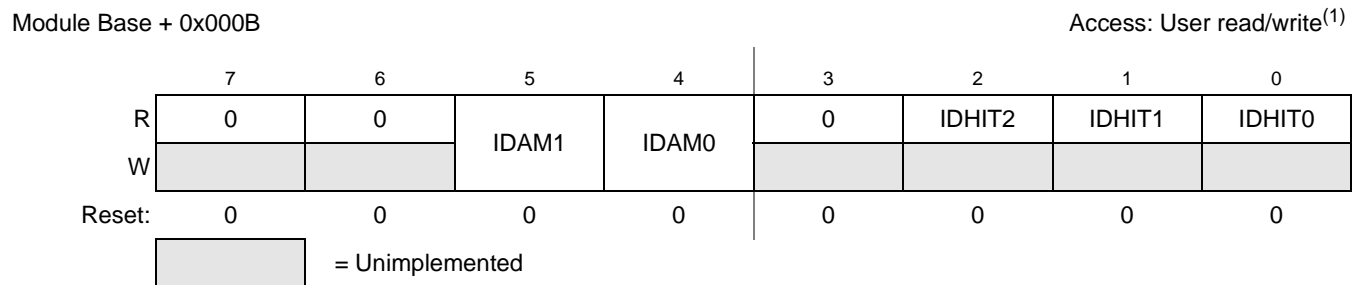 Module Base + 0x000B Access: User read/write(1)
7 6 5 4 3 2 1 0
R 0 0 IDAM1 IDAM0 0 IDHIT2 IDHIT1 IDHIT0
W
Reset: 0 0 0 0 0 0 0 0
= Unimplemented